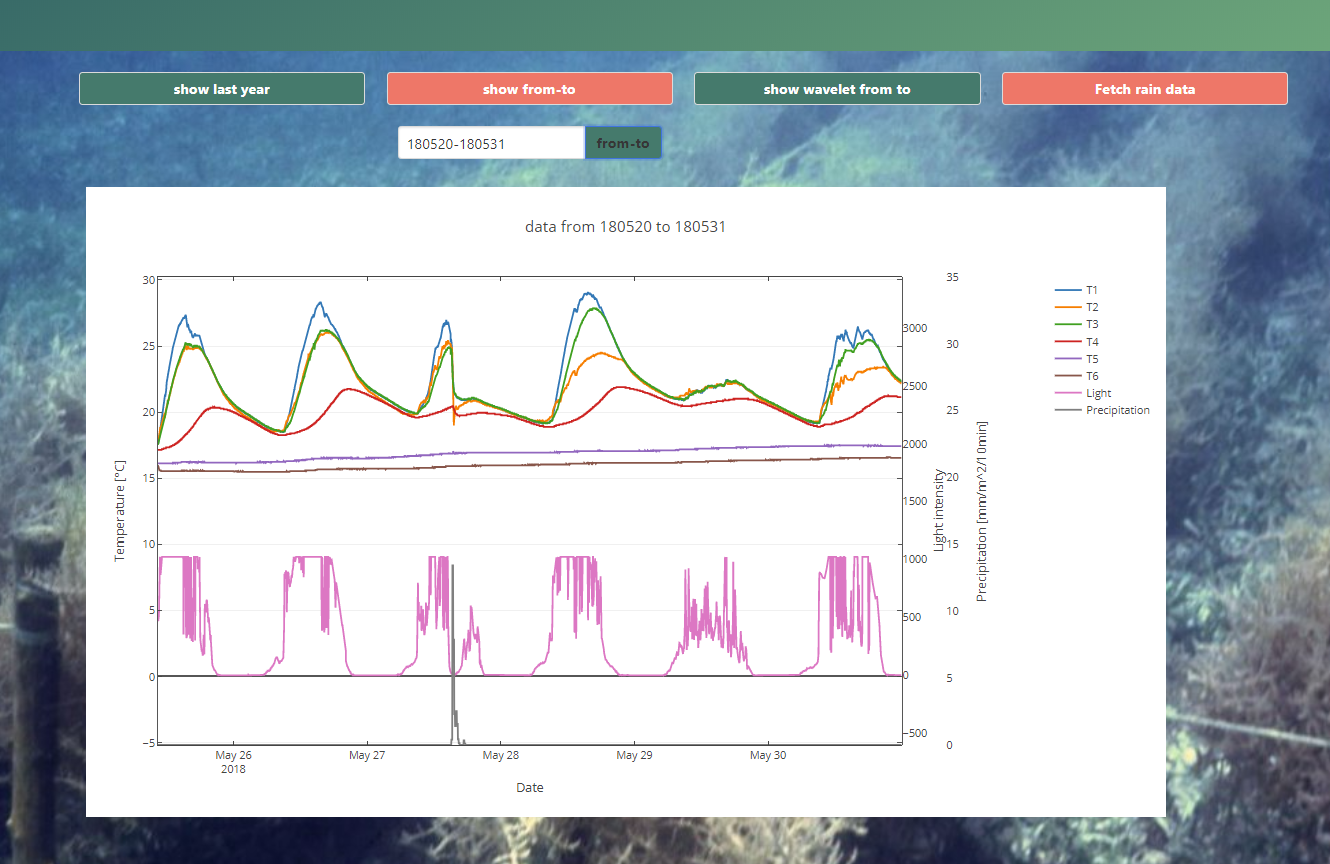 show last year
show from-to
show wavelet from to
Fetch rain data
180520-180531
from-to
data from 180520 to 180531
30
25
20
15
10
5
0
−5
Temperature [°C]
May 26
2018
May 27
May 28
May 29
May 30
Date
3000
2500
2000
1500
1000
500
0
−500
Light intensity
35
30
25
20
15
10
5
0
Precipitation [mm/m^2/10min]
T1
T2
T3
T4
T5
T6
Light
Precipitation